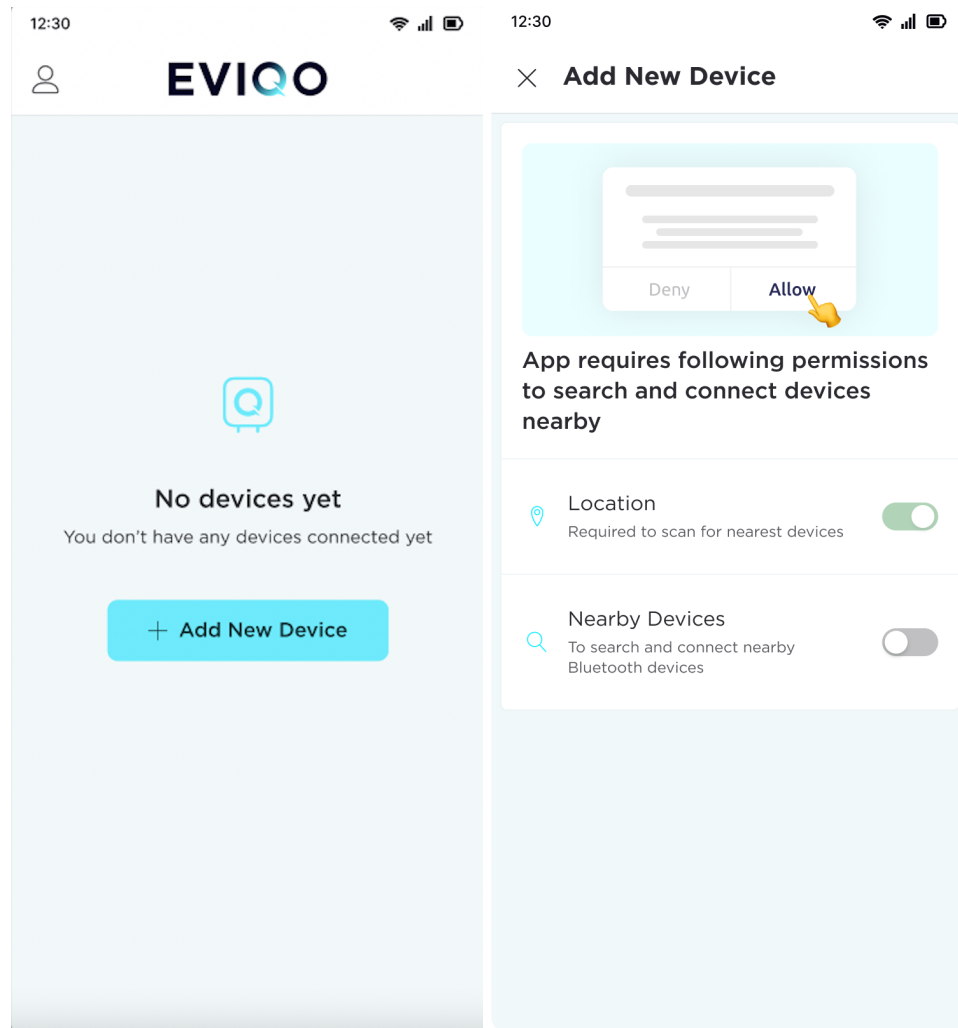 12:30
EVIQO
No devices yet
You don’t have any devices connected yet
+ Add New Device
12:30
Add New Device
Deny
Allow
App requires following permissions
to search and connect devices
nearby
Location
Required to scan for nearest devices
Nearby Devices
To search and connect nearby
Bluetooth devices